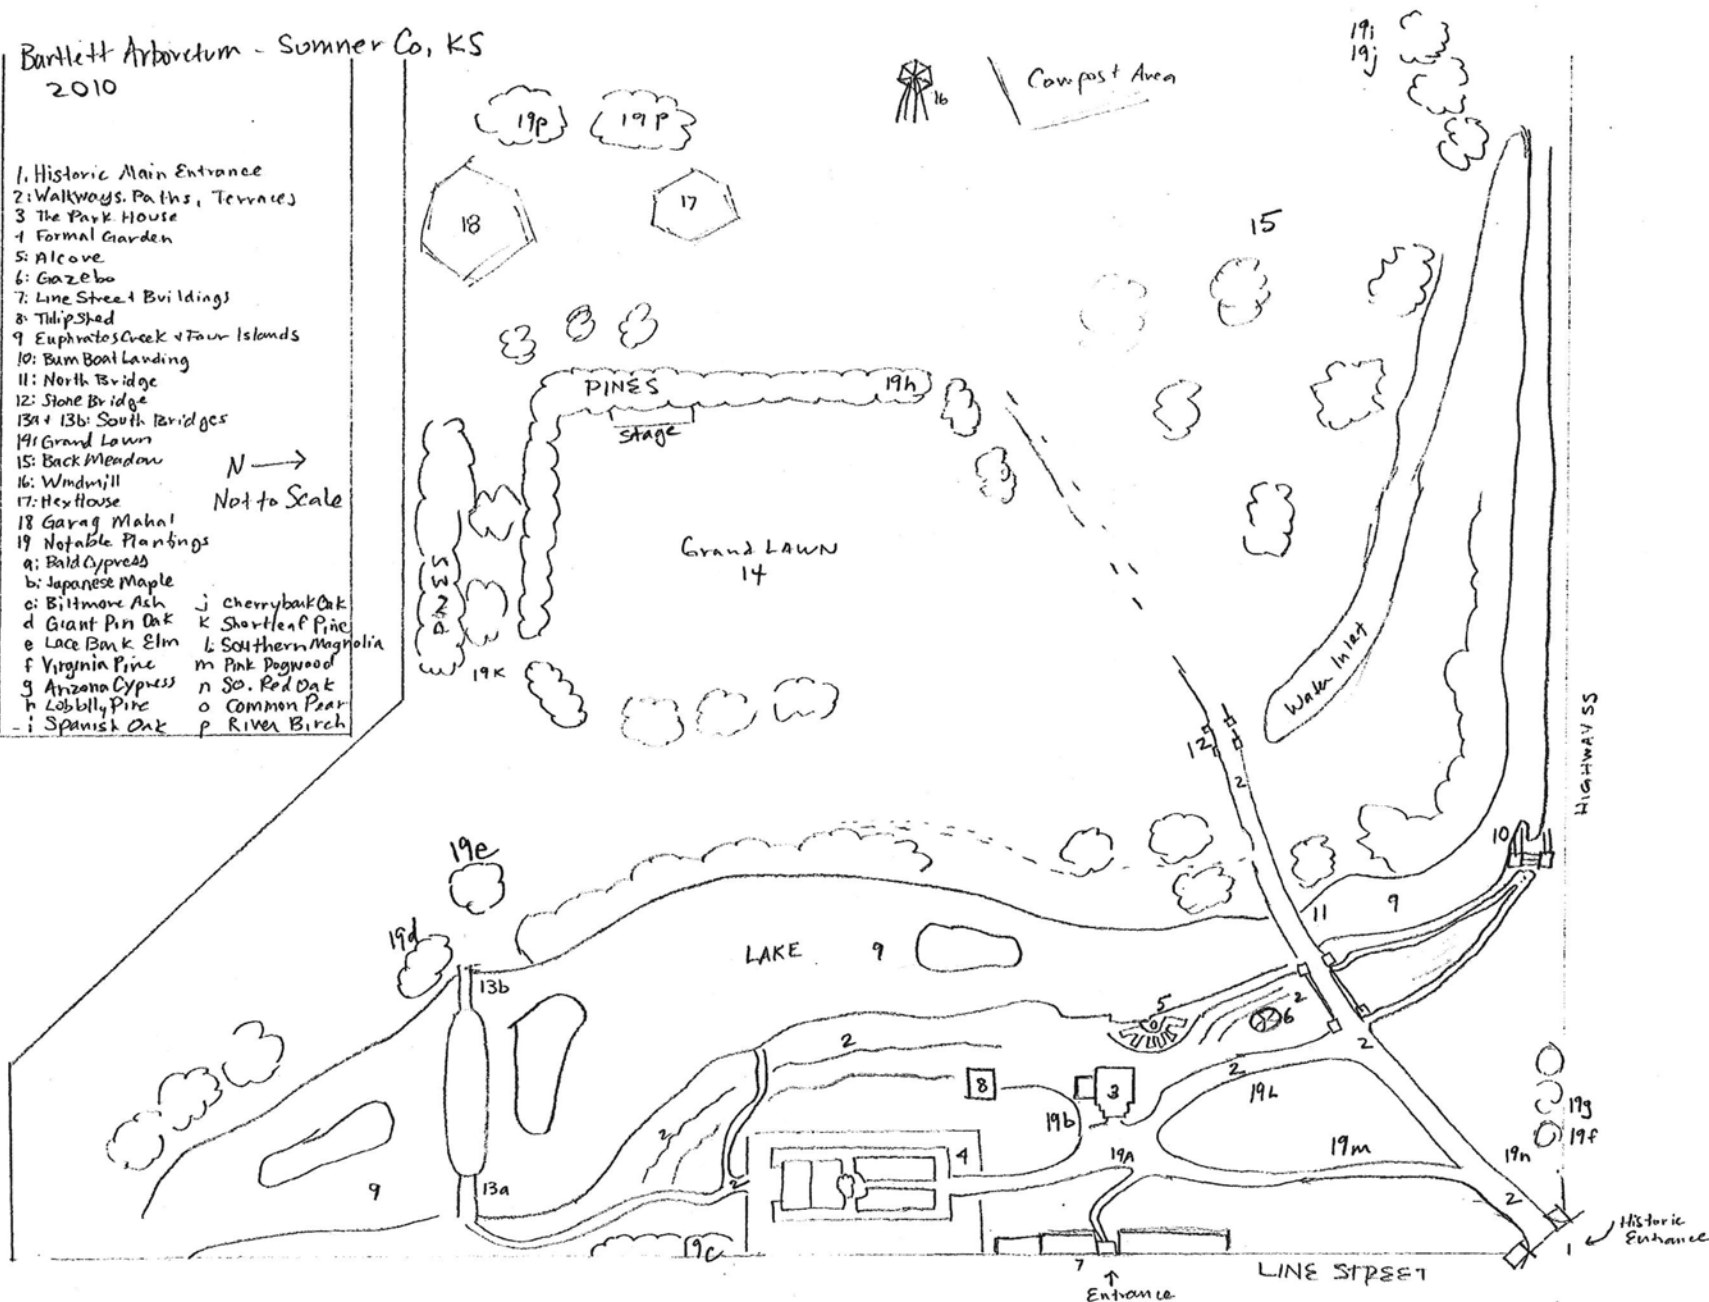 Bartlett Arboretum - Sumner Co, KS
2010
1. Historic Main Entrance
2: Walkways. Paths, Terraces
3 The Park House
4 Formal Garden
5: Alcove
6: Gazebo
7: Line Street Buildings
8: Tulip Shed
9 Euphrates Creek & Four Islands
10: Bum Boat Landing
11: North Bridge
12: Stone Bridge
13a & 13b: South Bridges
14: Grand Lawn
15: Back Meadow
16: Windmill
17: Hex House
18 Garag Mahal
19 Notable Plantings
a: Bald Cypress
b: Japanese Maple
c: Biltmore Ash
d Giant Pin Oak
e Lace Bark Elm
f Virginia Pine
g Arizona Cypress
h Loblolly Pine
- i Spanish Oak
j Cherrybark Oak
k Shortleaf Pine
l: Southern Magnolia
m Pink Dogwood
n So. Red Oak
o Common Pear
p River Birch
N →
Not to Scale
19p
19p
16
Compost Area
19i
19j
18
17
15
PINES
19h
Stage
PINES
Grand LAWN
14
19K
Water Inlet
12
2
HIGHWAY 55
10
19e
19d
11
9
LAKE
9
13b
5
2
6
2
2
2
8
3
19b
19L
19g
19f
2
4
19A
19m
19n
9
13a
2
2
19c
7
↑
Entrance
LINE STREET
1
Historic
Entrance